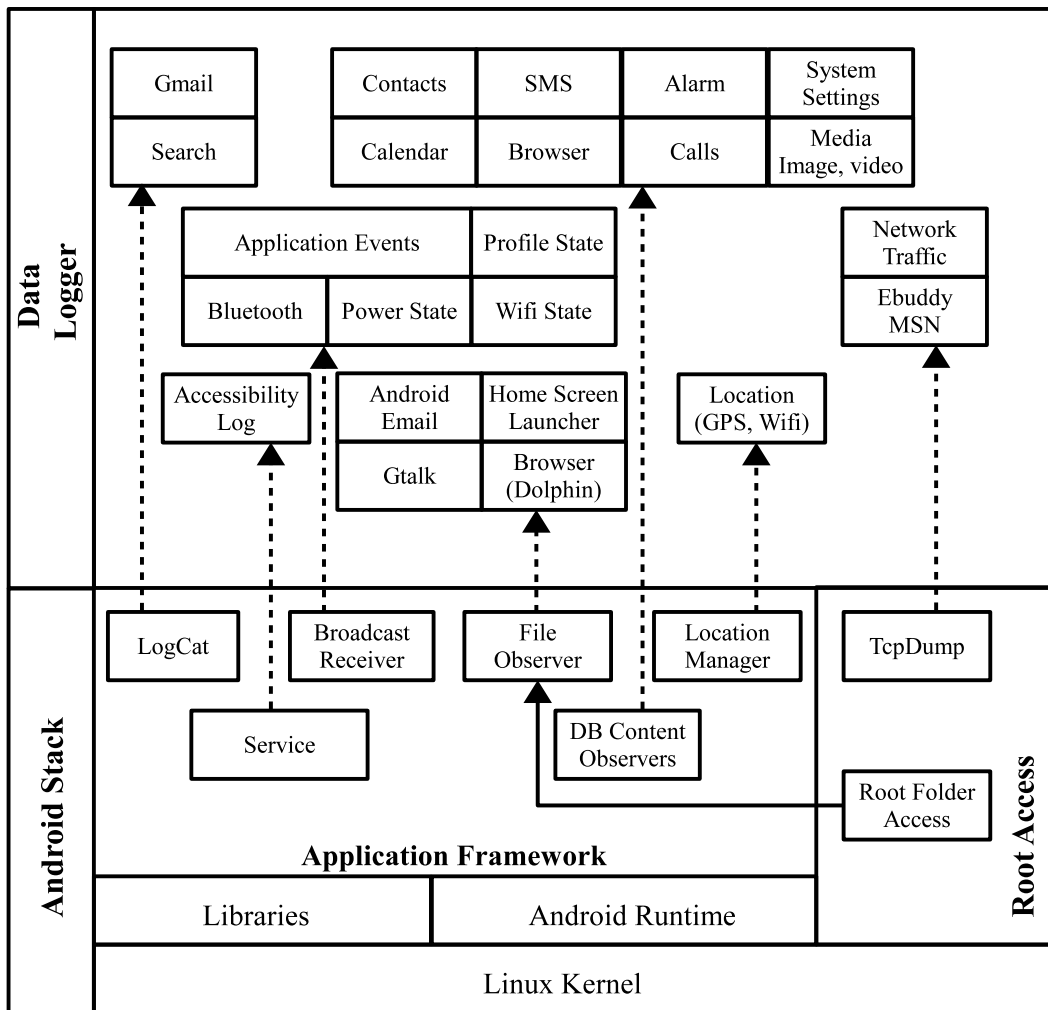 Gmail
Contacts
SMS
Alarm
System
Settings
Search
Calendar
Browser
Calls
Media
Image, video
Data
Logger
Application Events
Profile State
Network
Traffic
Bluetooth
Power State
Wifi State
Ebuddy
MSN
Accessibility
Log
Android
Email
Home Screen
Launcher
Location
(GPS, Wifi)
Gtalk
Browser
(Dolphin)
Android Stack
LogCat
Broadcast
Receiver
File
Observer
Location
Manager
TcpDump
Service
DB Content
Observers
Root Folder
Access
Root Access
Application Framework
Libraries
Android Runtime
Linux Kernel